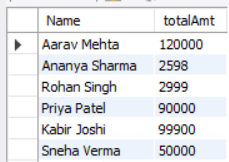 Name totalAmt
Aarav Mehta 120000
Ananya Sharma 2598
Rohan Singh 2999
Priya Patel 90000
Kabir Joshi 99900
Sneha Verma 50000